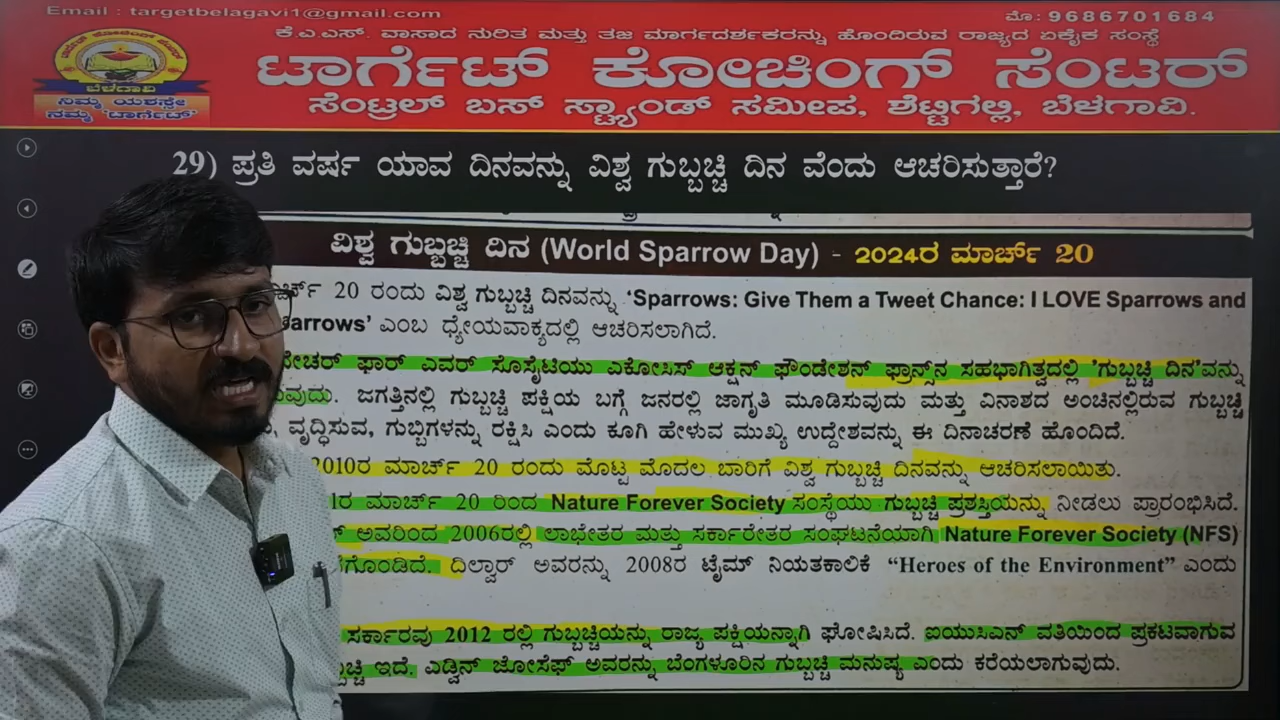 Email : targetbelagavi1@gmail.com
ಮೊ: 9686701684
ಕೆ.ಎ.ಎಸ್. ವಾಸಾದ ನುರಿತ ಮತ್ತು ತಜ್ಞ ಮಾರ್ಗದರ್ಶಕರನ್ನು ಹೊಂದಿರುವ ರಾಜ್ಯದ ಏಕೈಕ ಸಂಸ್ಥೆ
ಟಾರ್ಗೆಟ್ ಕೋಚಿಂಗ್ ಸೆಂಟರ್
ಸೆಂಟ್ರಲ್ ಬಸ್ ಸ್ಟ್ಯಾಂಡ್ ಸಮೀಪ, ಶೆಟ್ಟಿಗಲ್ಲಿ, ಬೆಳಗಾವಿ.
ಬೆಳಗಾವಿ
ನಿಮ್ಮ ಯಶಸ್ಸೇ
ನಮ್ಮ 'ಟಾರ್ಗೆಟ್'
29) ಪ್ರತಿ ವರ್ಷ ಯಾವ ದಿನವನ್ನು ವಿಶ್ವ ಗುಬ್ಬಚ್ಚಿ ದಿನ ವೆಂದು ಆಚರಿಸುತ್ತಾರೆ?
ವಿಶ್ವ ಗುಬ್ಬಚ್ಚಿ ದಿನ (World Sparrow Day) - 2024ರ ಮಾರ್ಚ್ 20
20 ರಂದು ವಿಶ್ವ ಗುಬ್ಬಚ್ಚಿ ದಿನವನ್ನು 'Sparrows: Give Them a Tweet Chance: I LOVE Sparrows and
ಎಂಬ ಧ್ಯೇಯವಾಕ್ಯದಲ್ಲಿ ಆಚರಿಸಲಾಗಿದೆ.
ಫಾರ್ ಎವರ್ ಸೊಸೈಟಿಯು ಎಕೋಸಿಸ್ ಆಕ್ಷನ್ ಫೌಂಡೇಶನ್ ಫ್ರಾನ್ಸ್‌ನ ಸಹಭಾಗಿತ್ವದಲ್ಲಿ 'ಗುಬ್ಬಚ್ಚಿ ದಿನ'ವನ್ನು
ಜಗತ್ತಿನಲ್ಲಿ ಗುಬ್ಬಚ್ಚಿ ಪಕ್ಷಿಯ ಬಗ್ಗೆ ಜನರಲ್ಲಿ ಜಾಗೃತಿ ಮೂಡಿಸುವುದು ಮತ್ತು ವಿನಾಶದ ಅಂಚಿನಲ್ಲಿರುವ ಗುಬ್ಬಚ್ಚಿ
ವೃದ್ಧಿಸುವ, ಗುಬ್ಬಿಗಳನ್ನು ರಕ್ಷಿಸಿ ಎಂದು ಕೂಗಿ ಹೇಳುವ ಮುಖ್ಯ ಉದ್ದೇಶವನ್ನು ಈ ದಿನಾಚರಣೆ ಹೊಂದಿದೆ.
2010ರ ಮಾರ್ಚ್ 20 ರಂದು ಮೊಟ್ಟ ಮೊದಲ ಬಾರಿಗೆ ವಿಶ್ವ ಗುಬ್ಬಚ್ಚಿ ದಿನವನ್ನು ಆಚರಿಸಲಾಯಿತು.
ಮಾರ್ಚ್ 20 ರಿಂದ Nature Forever Society ಸಂಸ್ಥೆಯು ಗುಬ್ಬಚ್ಚಿ ಪ್ರಶಸ್ತಿಯನ್ನು ನೀಡಲು ಪ್ರಾರಂಭಿಸಿದೆ.
ಅವರಿಂದ 2006ರಲ್ಲಿ ಲಾಭೇತರ ಮತ್ತು ಸರ್ಕಾರೇತರ ಸಂಘಟನೆಯಾಗಿ Nature Forever Society (NFS)
ದಿಲ್ವಾರ್ ಅವರನ್ನು 2008ರ ಟೈಮ್ ನಿಯತಕಾಲಿಕೆ “Heroes of the Environment” ಎಂದು
ಸರ್ಕಾರವು 2012 ರಲ್ಲಿ ಗುಬ್ಬಚ್ಚಿಯನ್ನು ರಾಜ್ಯ ಪಕ್ಷಿಯನ್ನಾಗಿ ಘೋಷಿಸಿದೆ. ಐಯುಸಿಎನ್ ವತಿಯಿಂದ ಪ್ರಕಟವಾಗುವ
ಇದೆ. ಎಡ್ವಿನ್ ಜೋಸೆಫ್ ಅವರನ್ನು ಬೆಂಗಳೂರಿನ ಗುಬ್ಬಚ್ಚಿ ಮನುಷ್ಯ ಎಂದು ಕರೆಯಲಾಗುವುದು.